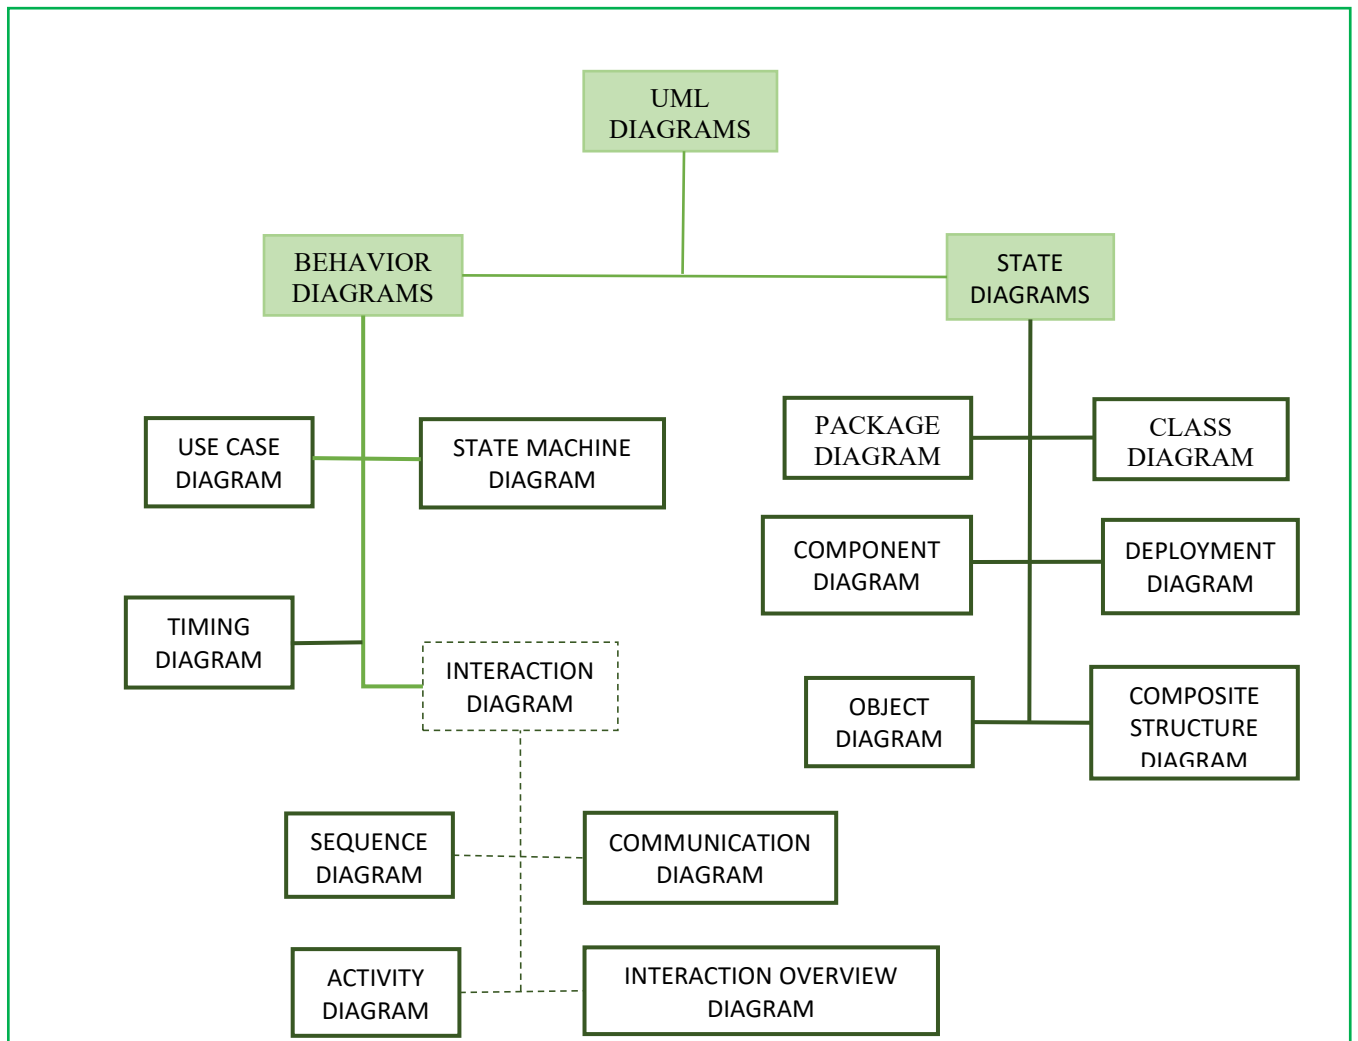 UML
DIAGRAMS
BEHAVIOR
DIAGRAMS
STATE
DIAGRAMS
USE CASE
DIAGRAM
STATE MACHINE
DIAGRAM
PACKAGE
DIAGRAM
CLASS
DIAGRAM
COMPONENT
DIAGRAM
DEPLOYMENT
DIAGRAM
TIMING
DIAGRAM
INTERACTION
DIAGRAM
OBJECT
DIAGRAM
COMPOSITE
STRUCTURE
DIAGRAM
SEQUENCE
DIAGRAM
COMMUNICATION
DIAGRAM
ACTIVITY
DIAGRAM
INTERACTION OVERVIEW
DIAGRAM